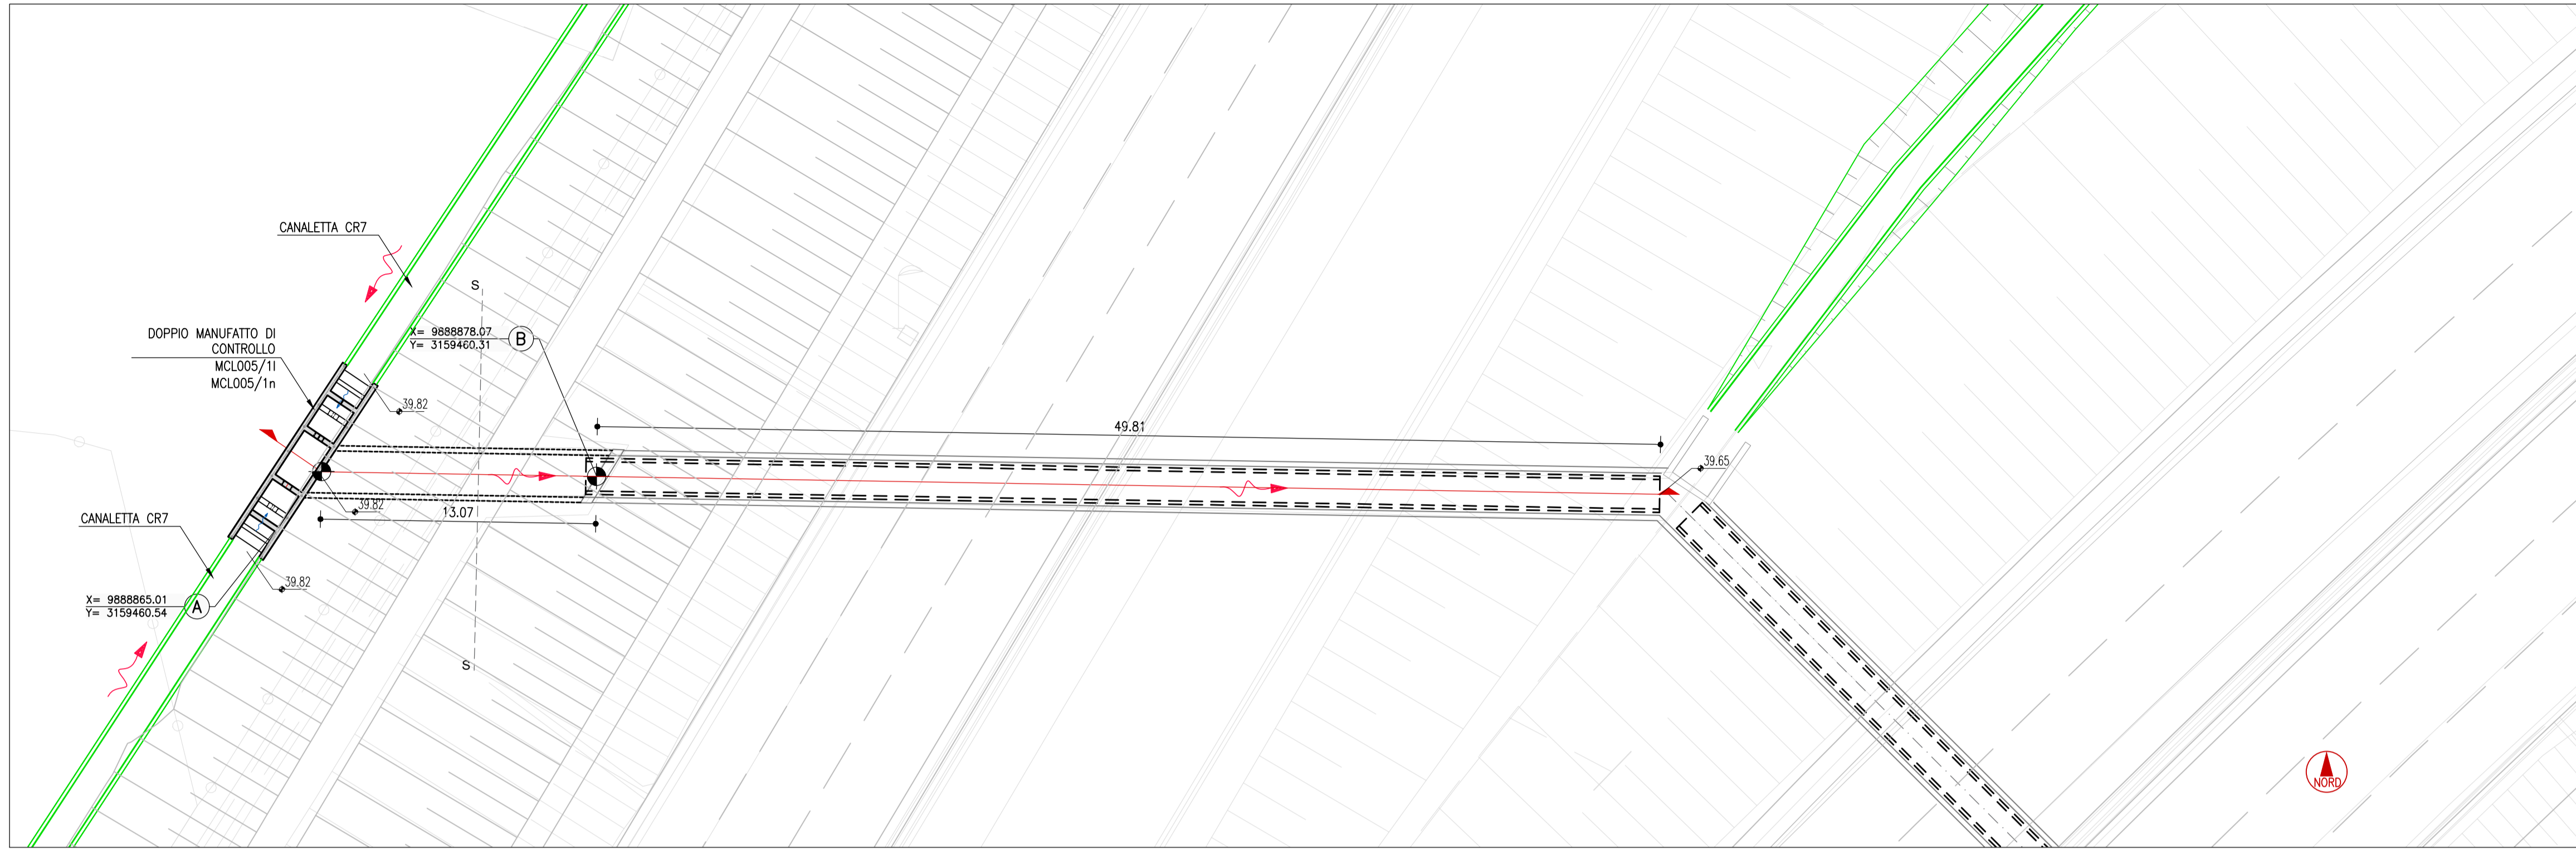 CANALETTA CR7
S
X= 9888878.07
Y= 3159460.31
B
DOPPIO MANUFATTO DI
CONTROLLO
MCL005/1l
MCL005/1n
39.82
49.81
39.65
39.82
13.07
CANALETTA CR7
39.82
X= 9888865.01
Y= 3159460.54
A
S
NORD